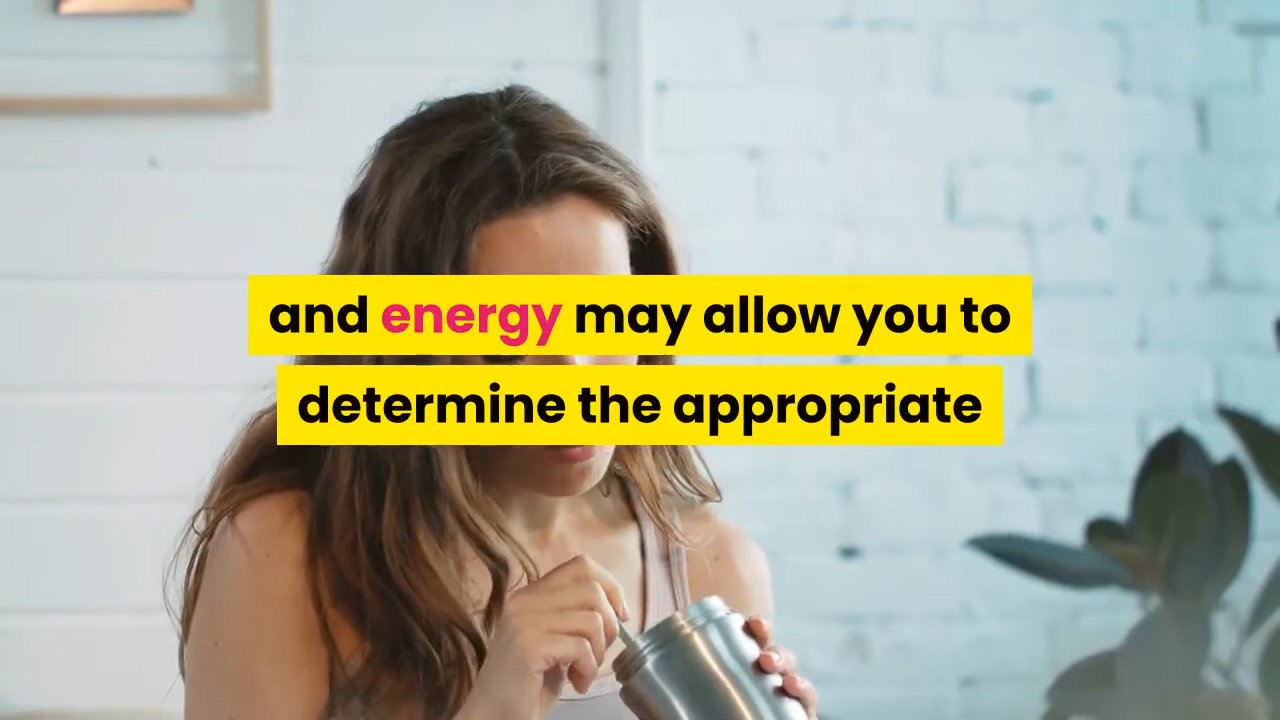 and energy may allow you to
determine the appropriate